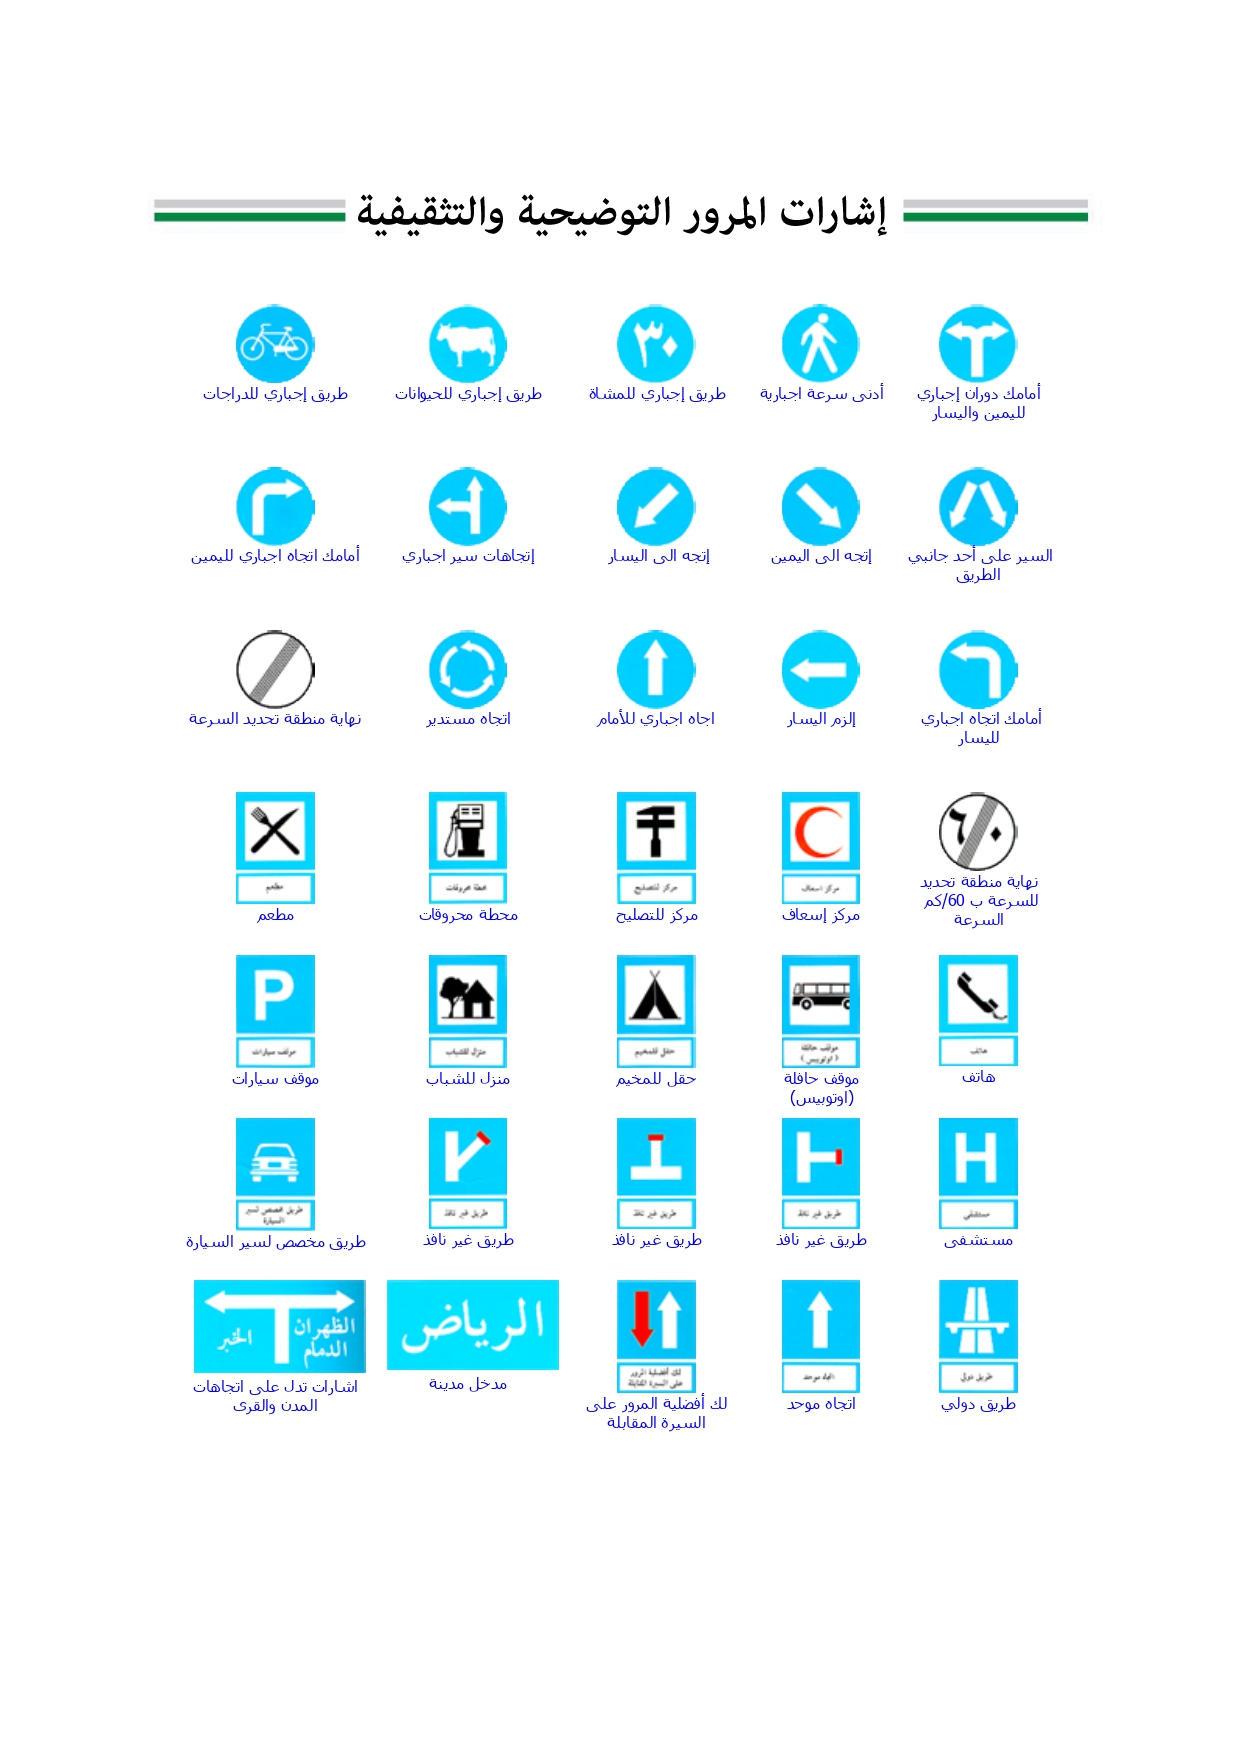 إشارات المرور التوضيحية والتثقيفية
أمامك دوران إجباري
لليمين واليسار
أدنى سرعة اجبارية
٣٠
طريق إجباري للمشاة
طريق إجباري للحيوانات
طريق إجباري للدراجات
السير على أحد جانبي
الطريق
إتجه الى اليمين
إتجه الى اليسار
إتجاهات سير اجباري
أمامك اتجاه اجباري لليمين
أمامك اتجاه اجباري
لليسار
إلزم اليسار
اجاه اجباري للأمام
اتجاه مستدير
نهاية منطقة تحديد السرعة
٦٠
نهاية منطقة تحديد
للسرعة ب 60/كم
السرعة
مركز اسعاف
مركز إسعاف
مركز للتصليح
مركز للتصليح
محطة محروقات
محطة محروقات
مطعم
مطعم
هاتف
هاتف
موقف حافلة
(اوتوبيس)
موقف حافلة
(اوتوبيس)
حقل للمخيم
حقل للمخيم
منزل للشباب
منزل للشباب
P
موقف سيارات
موقف سيارات
H
مستشفى
مستشفى
طريق غير نافذ
طريق غير نافذ
طريق غير نافذ
طريق غير نافذ
طريق غير نافذ
طريق غير نافذ
طريق مخصص لسير
السيارة
طريق مخصص لسير السيارة
طريق دولي
طريق دولي
اتجاه موحد
اتجاه موحد
لك أفضلية المرور
على السيرة المقابلة
لك أفضلية المرور على
السيرة المقابلة
الرياض
مدخل مدينة
الظهران
الدمام
الخبر
اشارات تدل على اتجاهات
المدن والقرى